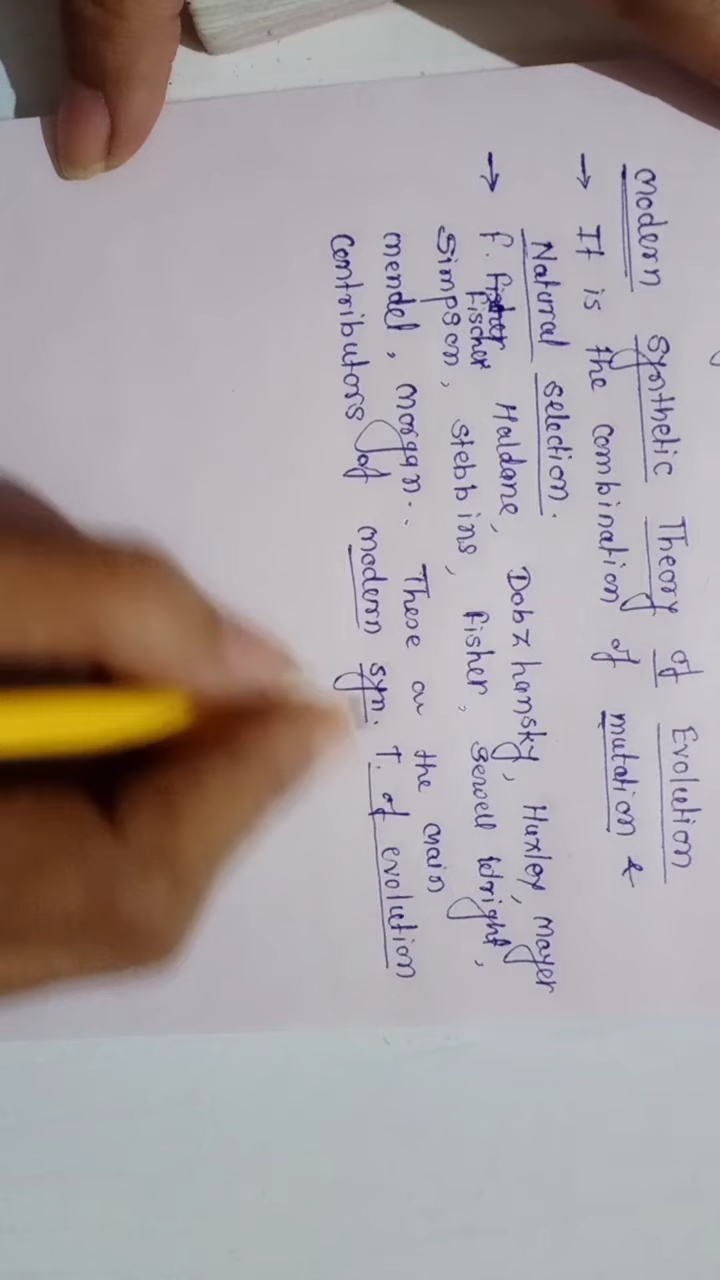 Modern Synthetic Theory of Evolution
→ It is the combination of mutation &
Natural selection.
→ F. Fischer Haldane, Dobzhansky, Huxley, Mayer
Simpson, Stebbins, Fisher, Sewell Wright,
Mendel, Morgan.. These are the main
Contributors of Modern syn. T. of evolution